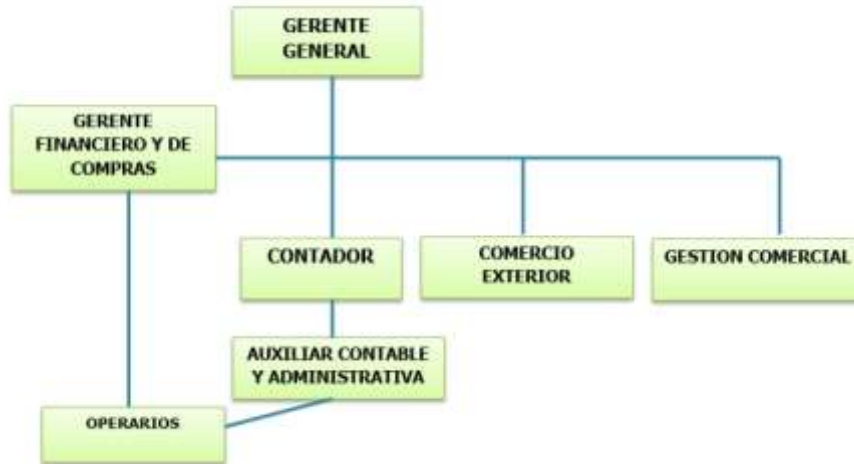 GERENTE
GENERAL
GERENTE
FINANCIERO Y DE
COMPRAS
CONTADOR
COMERCIO
EXTERIOR
GESTION COMERCIAL
AUXILIAR CONTABLE
Y ADMINISTRATIVA
OPERARIOS